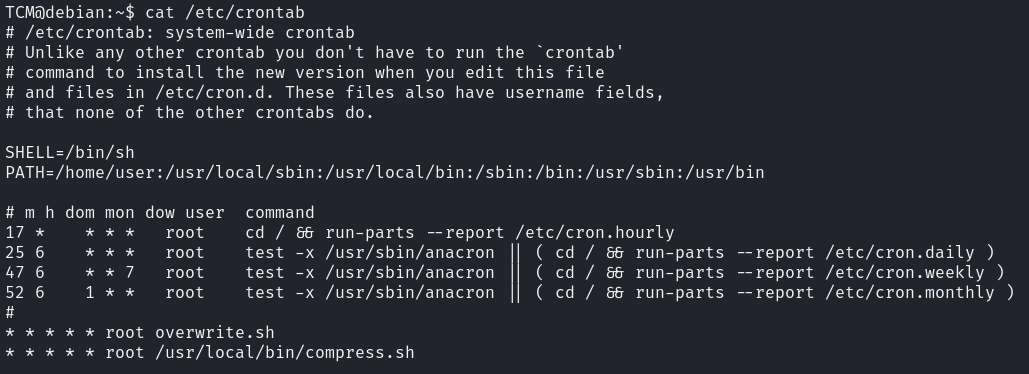 TCM@debian:~$ cat /etc/crontab
# /etc/crontab: system-wide crontab
# Unlike any other crontab you don't have to run the `crontab'
# command to install the new version when you edit this file
# and files in /etc/cron.d. These files also have username fields,
# that none of the other crontabs do.

SHELL=/bin/sh
PATH=/home/user:/usr/local/sbin:/usr/local/bin:/sbin:/bin:/usr/sbin:/usr/bin

# m h dom mon dow user  command
17 *    * * *   root    cd / && run-parts --report /etc/cron.hourly
25 6    * * *   root    test -x /usr/sbin/anacron || ( cd / && run-parts --report /etc/cron.daily )
47 6    * * 7   root    test -x /usr/sbin/anacron || ( cd / && run-parts --report /etc/cron.weekly )
52 6    1 * *   root    test -x /usr/sbin/anacron || ( cd / && run-parts --report /etc/cron.monthly )
#
* * * * * root overwrite.sh
* * * * * root /usr/local/bin/compress.sh